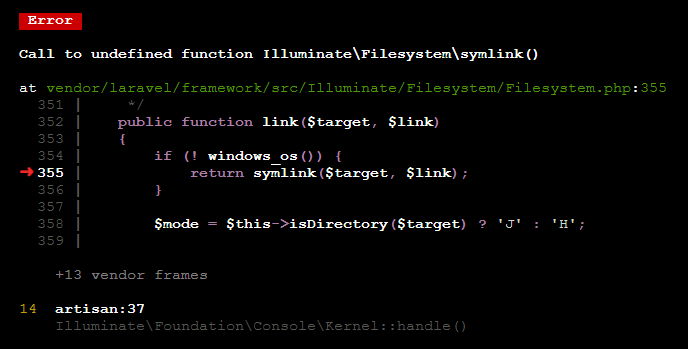 Error
Call to undefined function Illuminate\Filesystem\symlink()
at vendor/laravel/framework/src/Illuminate/Filesystem/Filesystem.php:355
351 |     */
352 |    public function link($target, $link)
353 |    {
354 |        if (! windows_os()) {
➜ 355 |            return symlink($target, $link);
356 |        }
357 |
358 |        $mode = $this->isDirectory($target) ? 'J' : 'H';
359 |
+13 vendor frames
14  artisan:37
Illuminate\Foundation\Console\Kernel::handle()